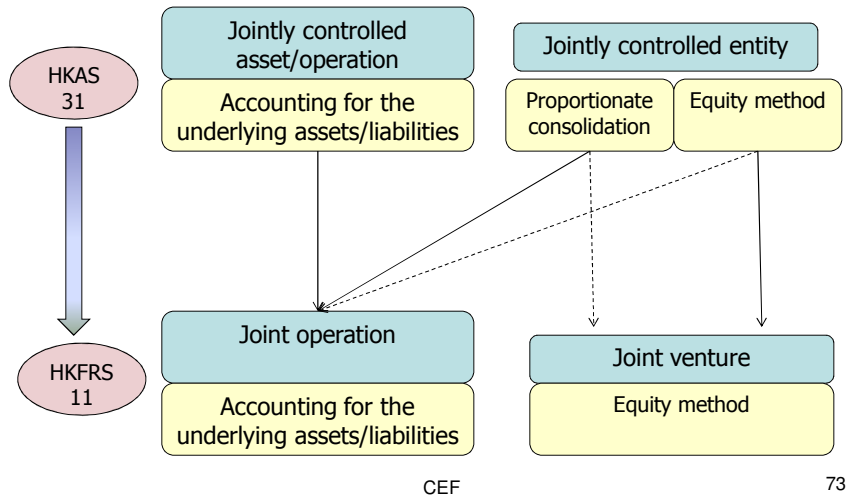 HKAS
31
Jointly controlled
asset/operation
Accounting for the
underlying assets/liabilities
Jointly controlled entity
Proportionate
consolidation
Equity method
HKFRS
11
Joint operation
Accounting for the
underlying assets/liabilities
Joint venture
Equity method
CEF
73